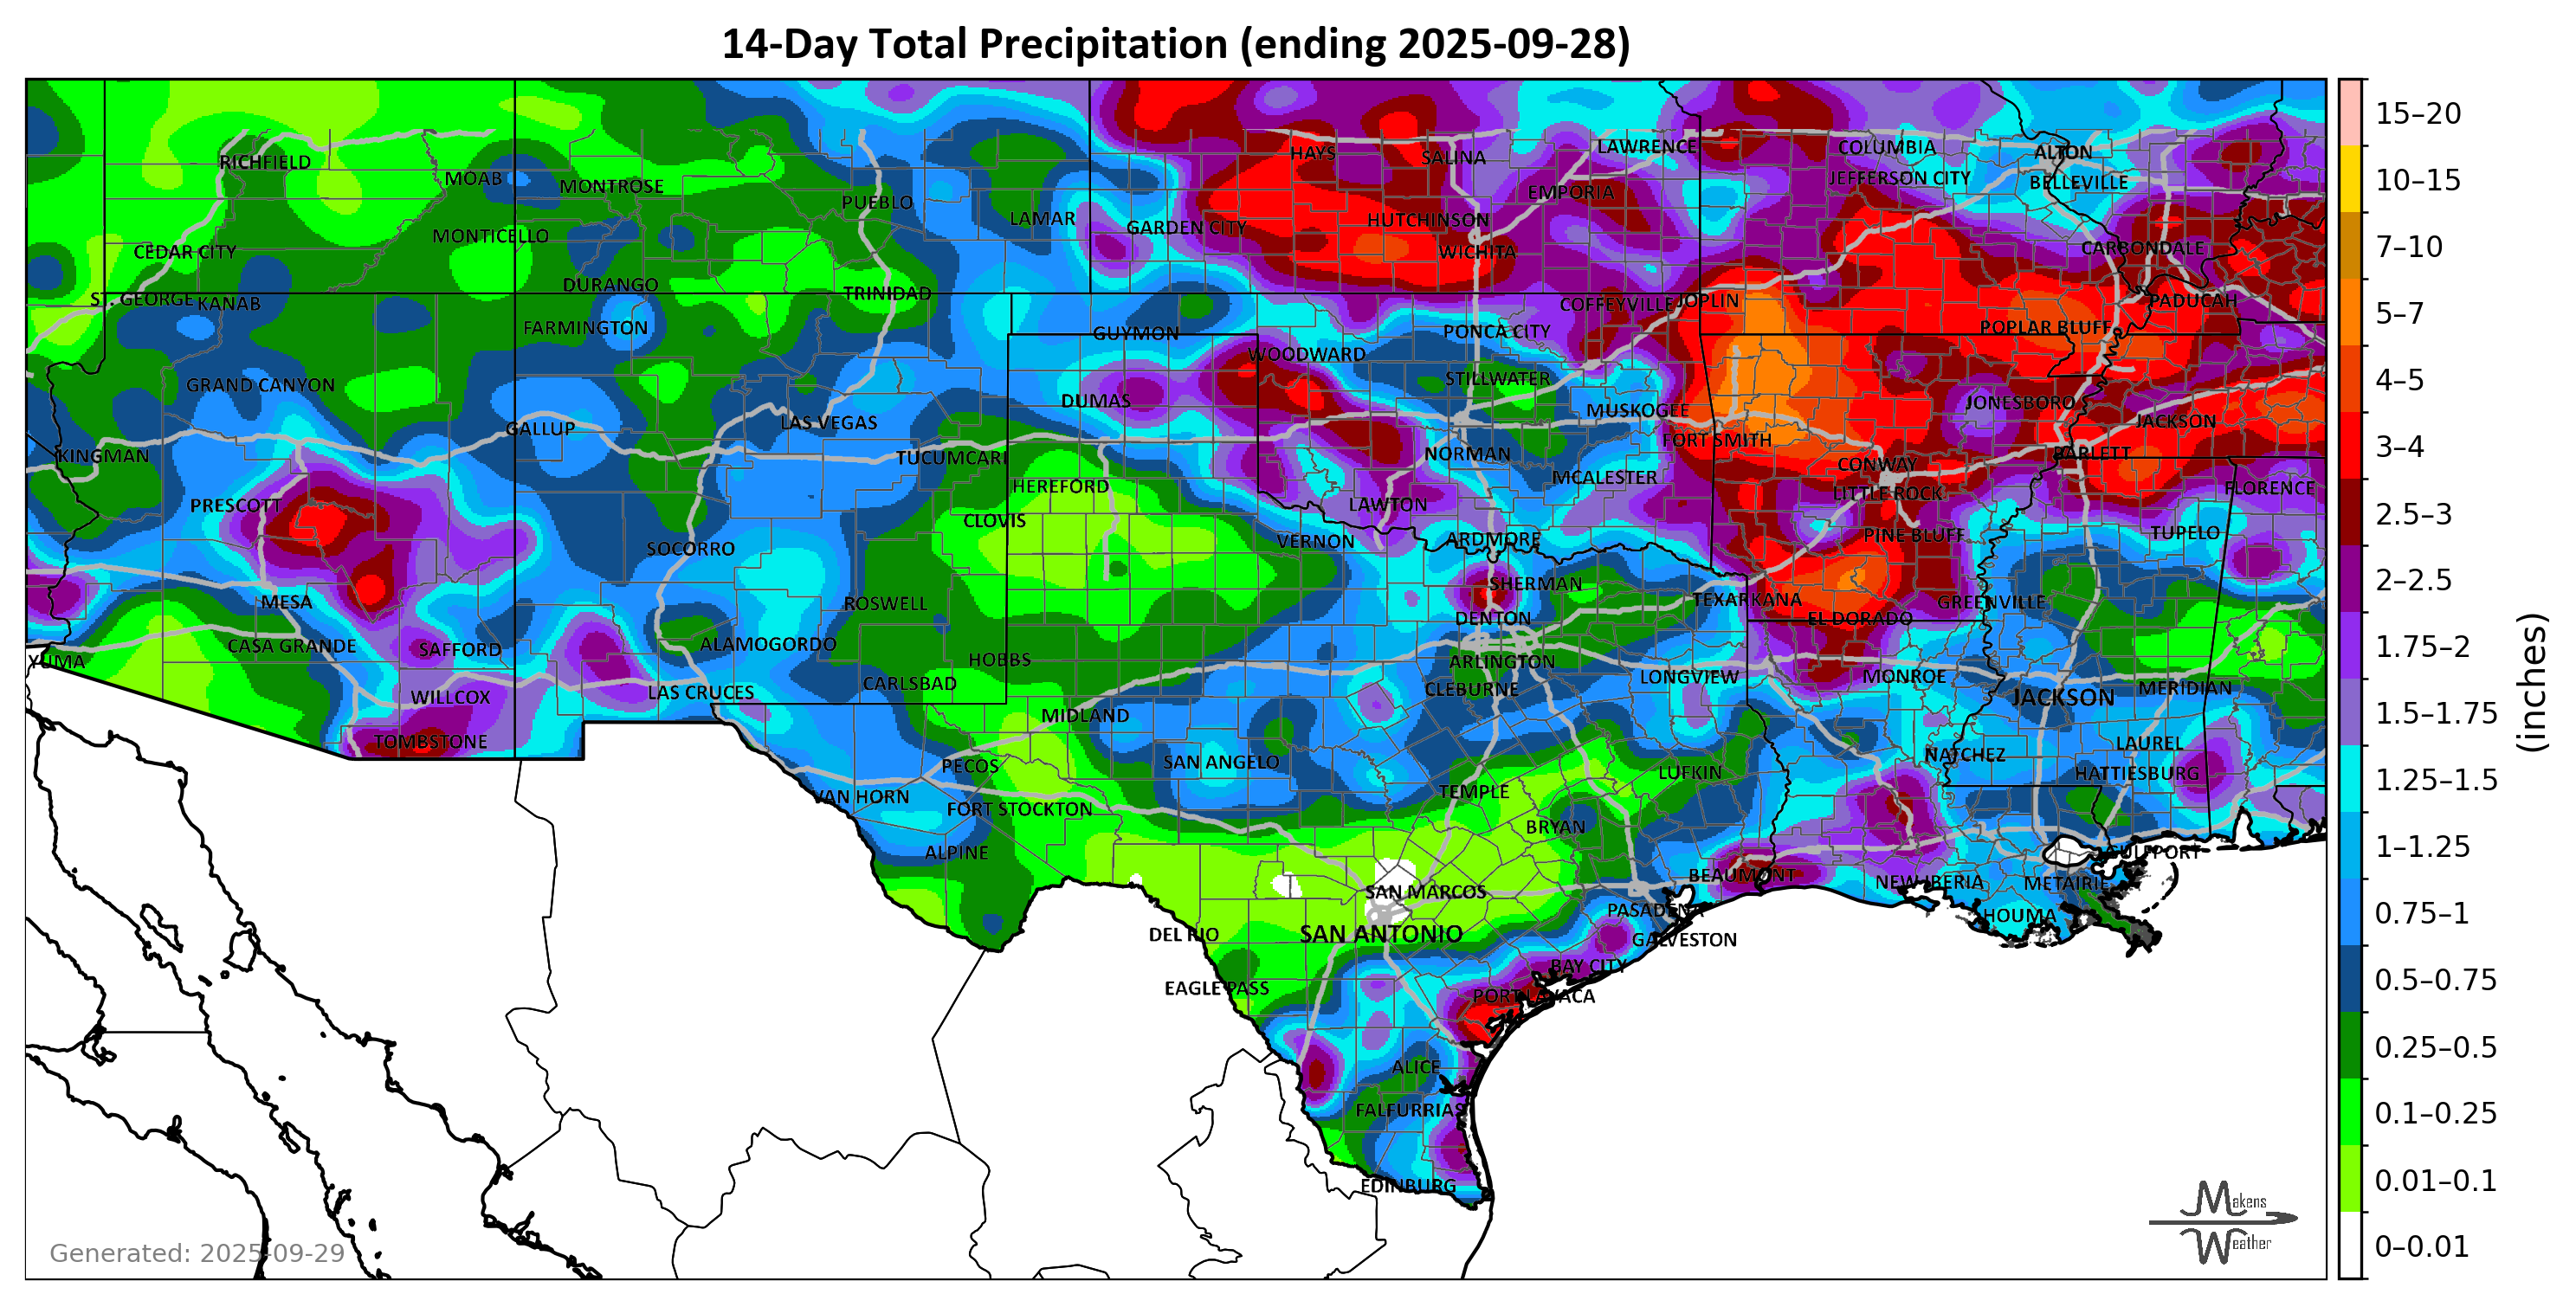 14-Day Total Precipitation (ending 2025-09-28)
RICHFIELD
MOAB
MONTROSE
PUEBLO
LAMAR
GARDEN CITY
HAYS
SALINA
LAWRENCE
EMPORIA
HUTCHINSON
WICHITA
COLUMBIA
JEFFERSON CITY
ALTON
BELLEVILLE
CARBONDALE
PADUCAH
MONTICELLO
CEDAR CITY
ST. GEORGE
KANAB
DURANGO
TRINIDAD
FARMINGTON
GUYMON
COFFEYVILLE
JOPLIN
PONCA CITY
POPLAR BLUFF
WOODWARD
STILLWATER
GRAND CANYON
DUMAS
MUSKOGEE
JONESBORO
JACKSON
GALLUP
LAS VEGAS
KINGMAN
TUCUMCARI
NORMAN
FORT SMITH
BARLETT
CONWAY
MCALESTER
LITTLE ROCK
HEREFORD
FLORENCE
PRESCOTT
LAWTON
CLOVIS
PINE BLUFF
TUPELO
VERNON
ARDMORE
SOCORRO
SHERMAN
MESA
ROSWELL
TEXARKANA
GREENVILLE
DENTON
EL DORADO
CASA GRANDE
SAFFORD
ALAMOGORDO
YUMA
HOBBS
ARLINGTON
LONGVIEW
MONROE
WILLCOX
LAS CRUCES
CARLSBAD
CLEBURNE
JACKSON
MERIDIAN
MIDLAND
TOMBSTONE
LAUREL
NATCHEZ
PECOS
SAN ANGELO
LUFKIN
HATTIESBURG
VAN HORN
FORT STOCKTON
TEMPLE
BRYAN
ALPINE
GULFPORT
BEAUMONT
NEW IBERIA
METAIRIE
SAN MARCOS
PASADENA
HOUMA
DEL RIO
SAN ANTONIO
GALVESTON
BAY CITY
EAGLE PASS
PORT LAVACA
ALICE
FALFURRIAS
EDINBURG
15–20
10–15
7–10
5–7
4–5
3–4
2.5–3
2–2.5
1.75–2
1.5–1.75
1.25–1.5
1–1.25
0.75–1
0.5–0.75
0.25–0.5
0.1–0.25
0.01–0.1
0–0.01
(inches)
Generated: 2025-09-29
Makens
Weather